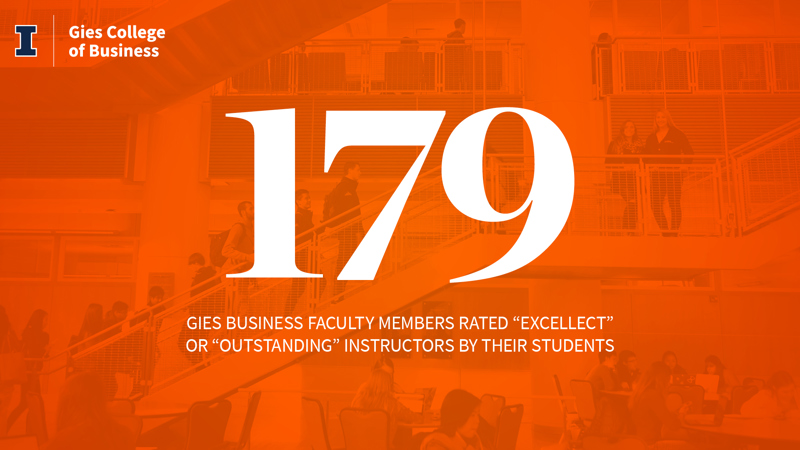 I
Gies College
of Business
179
GIES BUSINESS FACULTY MEMBERS RATED “EXCELLECT”
OR “OUTSTANDING” INSTRUCTORS BY THEIR STUDENTS